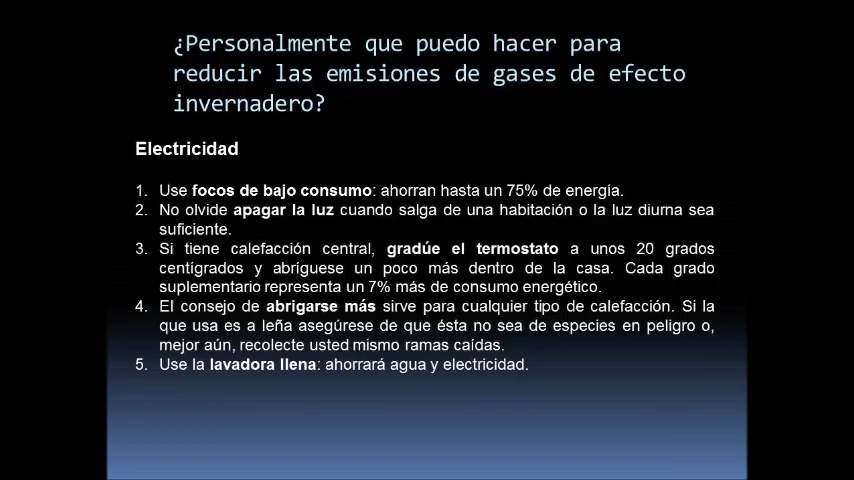 ¿Personalmente que puedo hacer para
reducir las emisiones de gases de efecto
invernadero?
Electricidad
1. Use focos de bajo consumo: ahorran hasta un 75% de energía.
2. No olvide apagar la luz cuando salga de una habitación o la luz diurna sea
suficiente.
3. Si tiene calefacción central, gradúe el termostato a unos 20 grados
centígrados y abríguese un poco más dentro de la casa. Cada grado
suplementario representa un 7% más de consumo energético.
4. El consejo de abrigarse más sirve para cualquier tipo de calefacción. Si la
que usa es a leña asegúrese de que ésta no sea de especies en peligro o,
mejor aún, recolecte usted mismo ramas caídas.
5. Use la lavadora llena: ahorrará agua y electricidad.